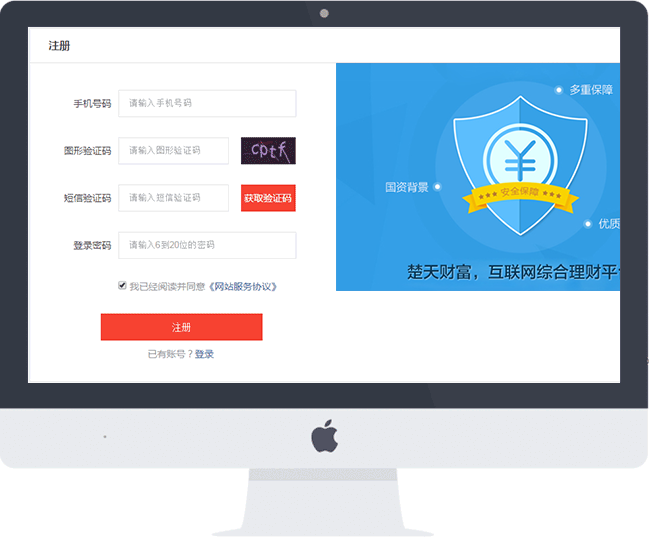 注册
手机号码 请输入手机号码
图形验证码 请输入图形验证码 cptf
短信验证码 请输入短信验证码 获取验证码
登录密码 请输入6到20位的密码
我已经阅读并同意《网站服务协议》
注册
已有账号？登录
多重保障
国资背景
安全保障
优质
楚天财富，互联网综合理财平